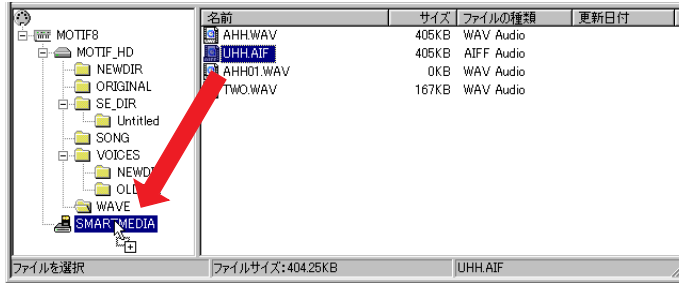 名前 サイズ ファイルの種類 更新日付
MOTIF8
MOTIF_HD
NEWDIR
ORIGINAL
SE_DIR
Untitled
SONG
VOICES
NEWD
OLD
WAVE
SMARTMEDIA
AHH.WAV 405KB WAV Audio
UHH.AIF 405KB AIFF Audio
AHH01.WAV 0KB WAV Audio
TWO.WAV 167KB WAV Audio
ファイルを選択 ファイルサイズ:404.25KB UHH.AIF